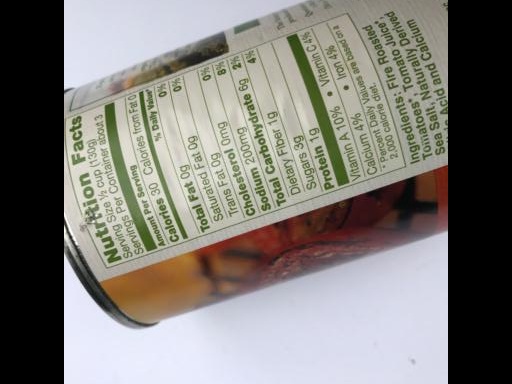 Nutrition Facts
Serving Size ½ cup (130g)
Servings Per Container about 3
Amount Per Serving
Calories 30 Calories from Fat 0
% Daily Value*
Total Fat 0g 0%
Saturated Fat 0g 0%
Trans Fat 0g
Cholesterol 0mg 0%
Sodium 200mg 8%
Total Carbohydrate 6g 2%
Dietary Fiber 1g 4%
Sugars 3g
Protein 1g
Vitamin A 10% • Vitamin C 4%
Calcium 4% • Iron 4%
*Percent Daily Values are based on a
2,000 calorie diet.
Ingredients: Fire Roasted
Tomatoes*, Tomato Juice*,
Sea Salt, Naturally Derived
Acid and Calcium